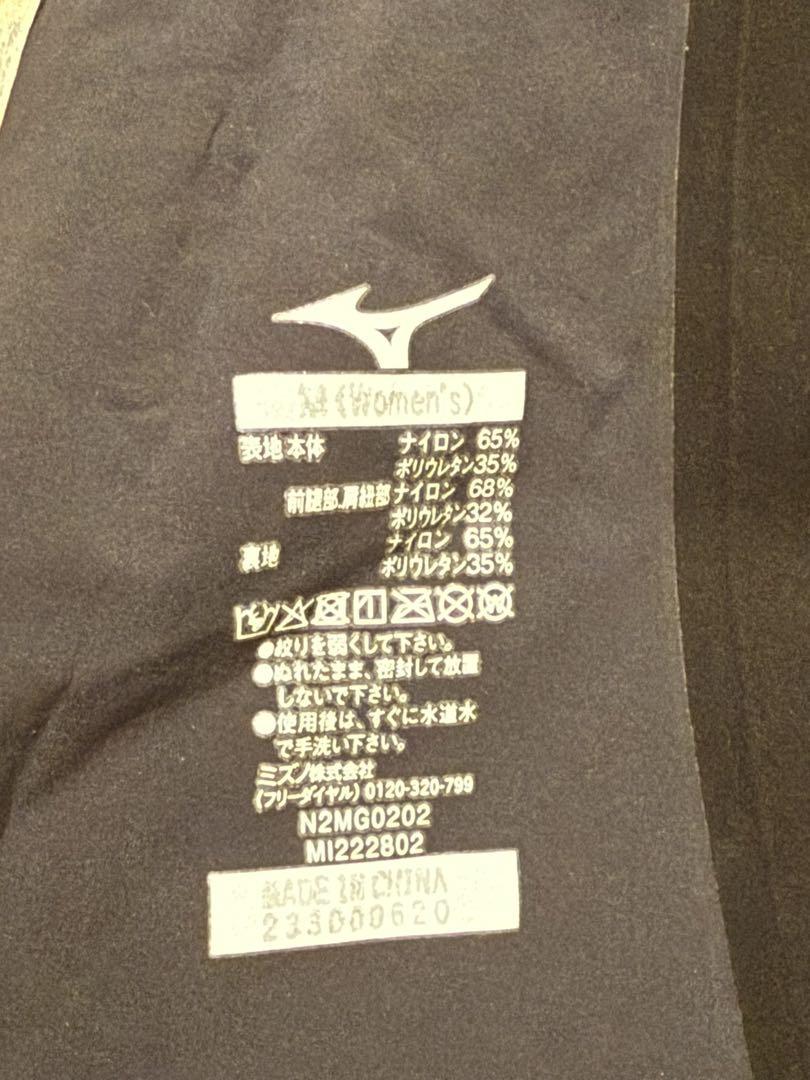 M (Women's)
表地 本体 ナイロン 65%
ポリウレタン35%
前腿部、肩紐部 ナイロン 68%
ポリウレタン32%
裏地 ナイロン 65%
ポリウレタン35%
●絞りを弱くして下さい。
●ぬれたまま、密封して放置
しないで下さい。
●使用後は、すぐに水道水
で手洗い下さい。
ミズノ株式会社
(フリーダイヤル) 0120-320-799
N2MG0202
MI222802
MADE IN CHINA
233000620